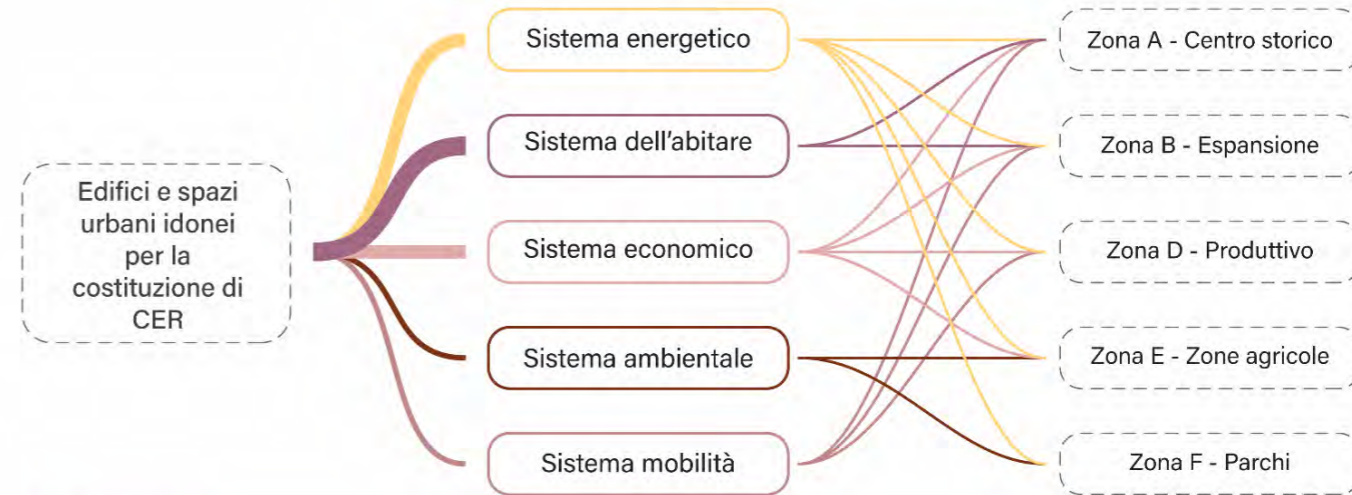 Edifici e spazi
urbani idonei
per la
costituzione di
CER
Sistema energetico
Sistema dell'abitare
Sistema economico
Sistema ambientale
Sistema mobilità
Zona A - Centro storico
Zona B - Espansione
Zona D - Produttivo
Zona E - Zone agricole
Zona F - Parchi